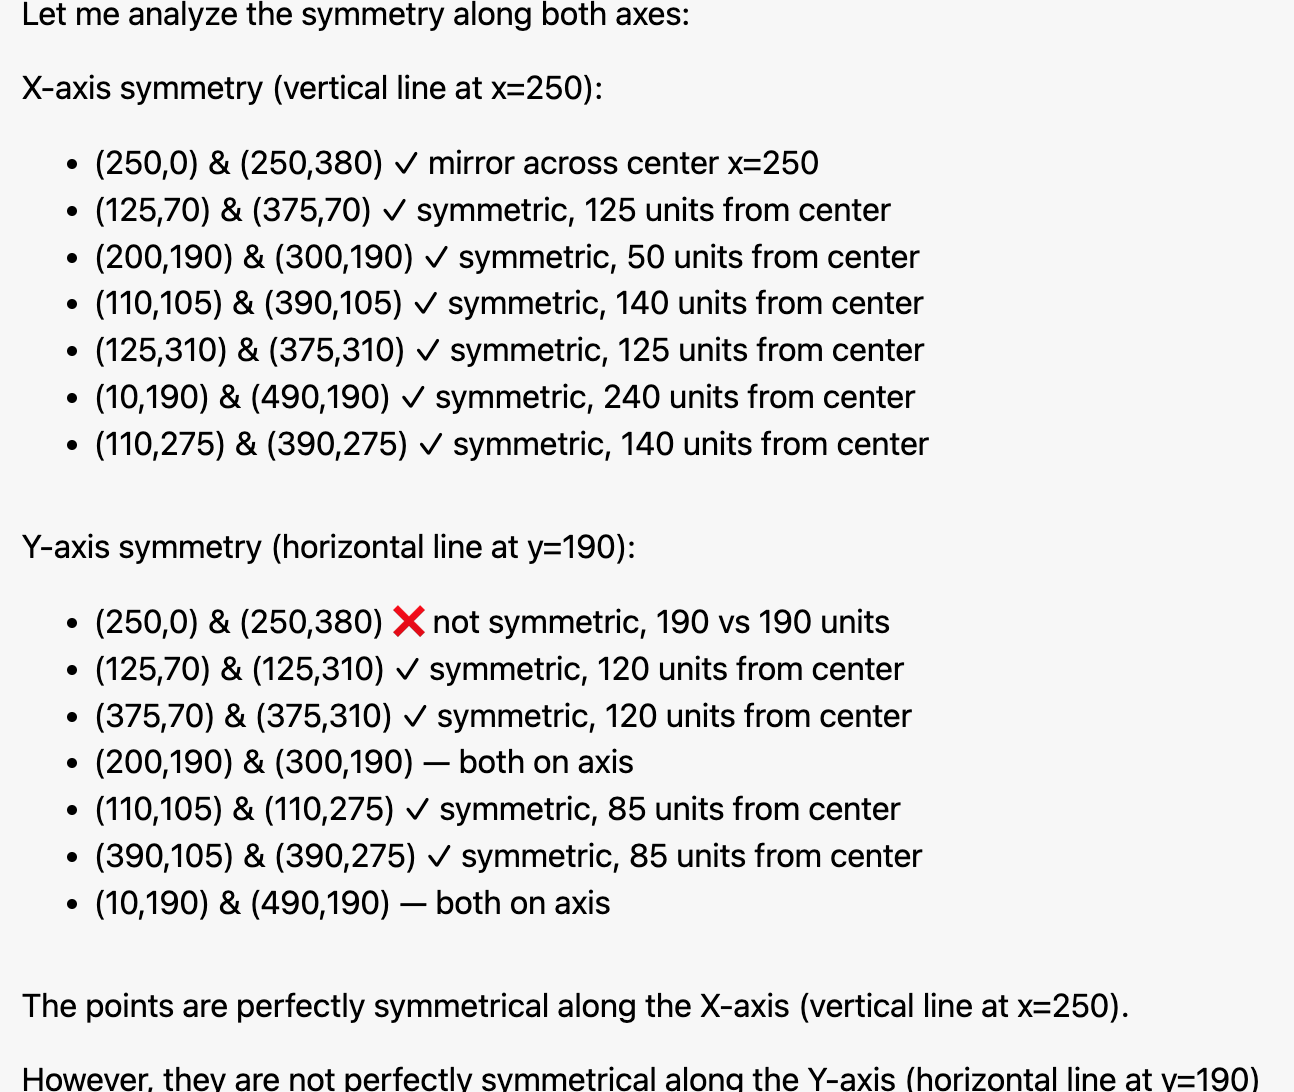 Let me analyze the symmetry along both axes:
X-axis symmetry (vertical line at x=250):
• (250,0) & (250,380) ✓ mirror across center x=250
• (125,70) & (375,70) ✓ symmetric, 125 units from center
• (200,190) & (300,190) ✓ symmetric, 50 units from center
• (110,105) & (390,105) ✓ symmetric, 140 units from center
• (125,310) & (375,310) ✓ symmetric, 125 units from center
• (10,190) & (490,190) ✓ symmetric, 240 units from center
• (110,275) & (390,275) ✓ symmetric, 140 units from center
Y-axis symmetry (horizontal line at y=190):
• (250,0) & (250,380) ❌ not symmetric, 190 vs 190 units
• (125,70) & (125,310) ✓ symmetric, 120 units from center
• (375,70) & (375,310) ✓ symmetric, 120 units from center
• (200,190) & (300,190) — both on axis
• (110,105) & (110,275) ✓ symmetric, 85 units from center
• (390,105) & (390,275) ✓ symmetric, 85 units from center
• (10,190) & (490,190) — both on axis
The points are perfectly symmetrical along the X-axis (vertical line at x=250).
However, they are not perfectly symmetrical along the Y-axis (horizontal line at y=190)